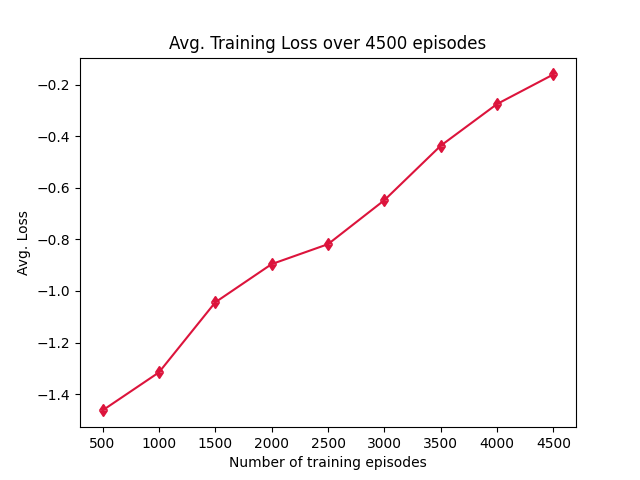 Avg. Training Loss over 4500 episodes
Avg. Loss
−0.2
−0.4
−0.6
−0.8
−1.0
−1.2
−1.4
500 1000 1500 2000 2500 3000 3500 4000 4500
Number of training episodes